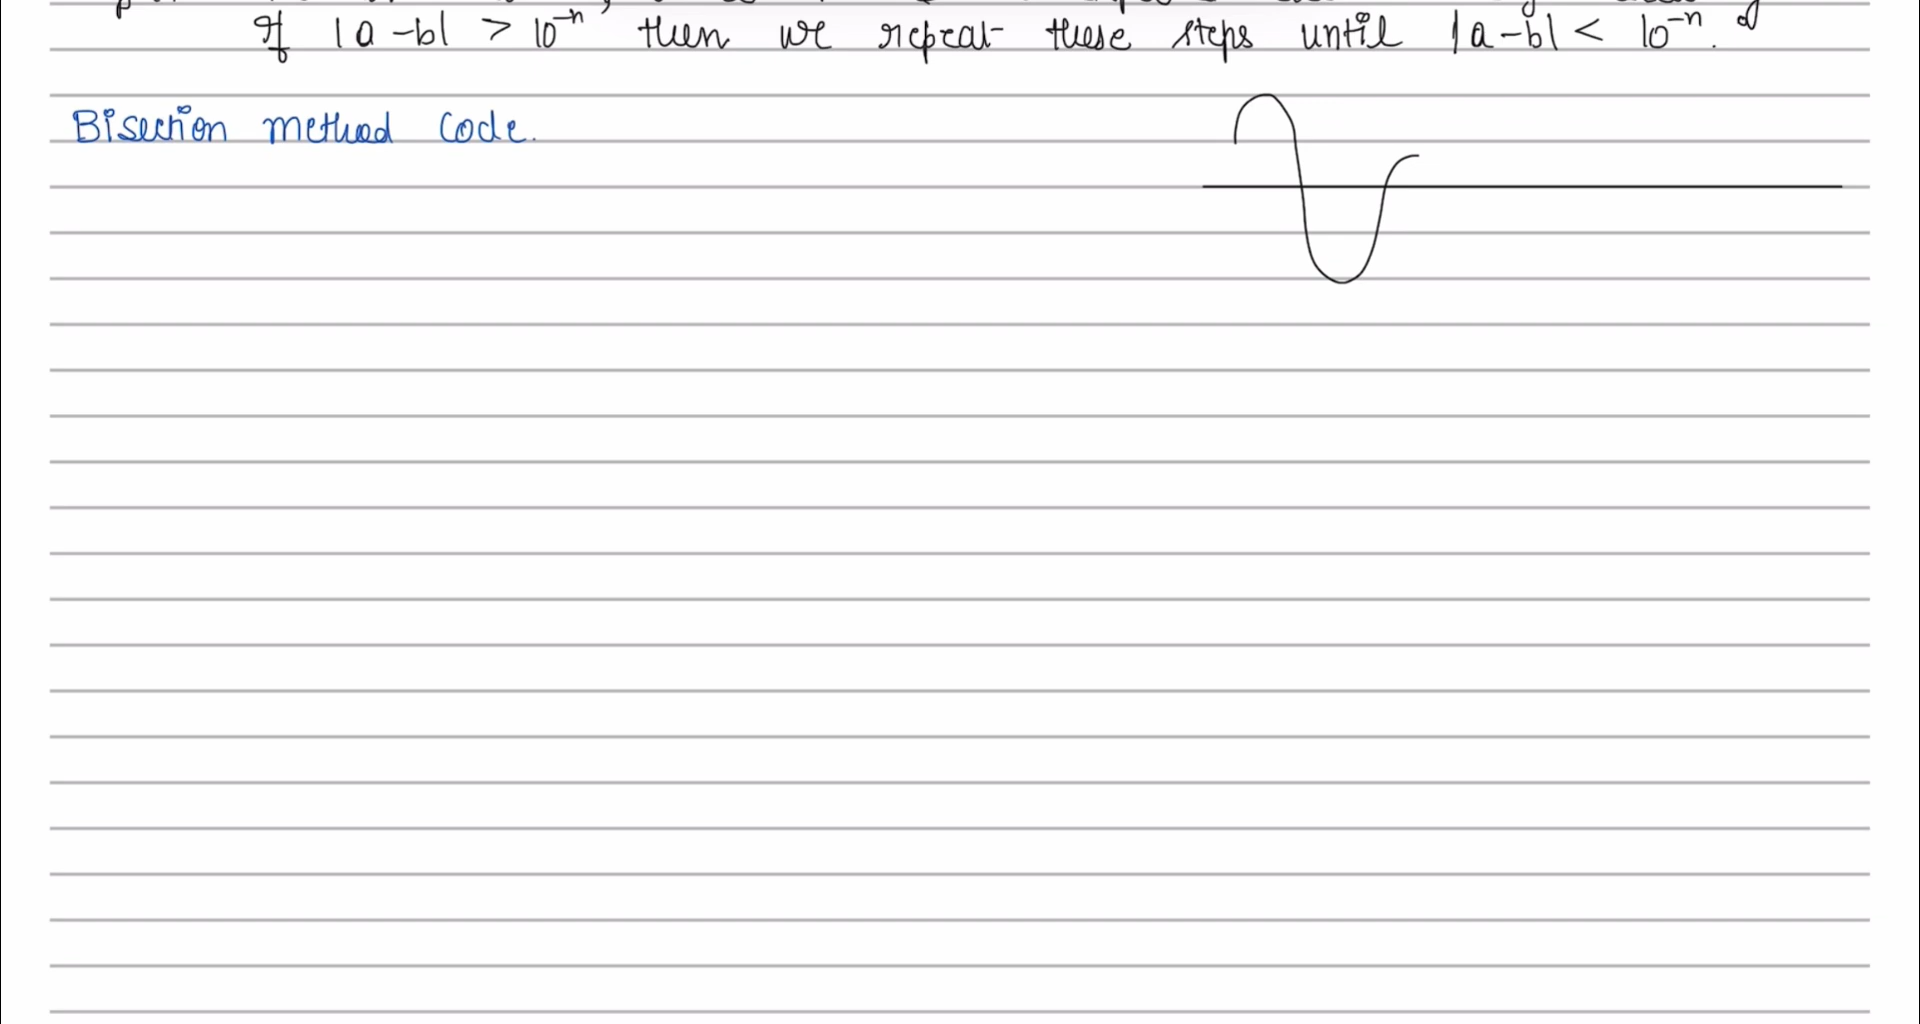 If |a-b| > 10⁻ⁿ, then we repeat these steps until |a-b| < 10⁻ⁿ.
Bisection method code.